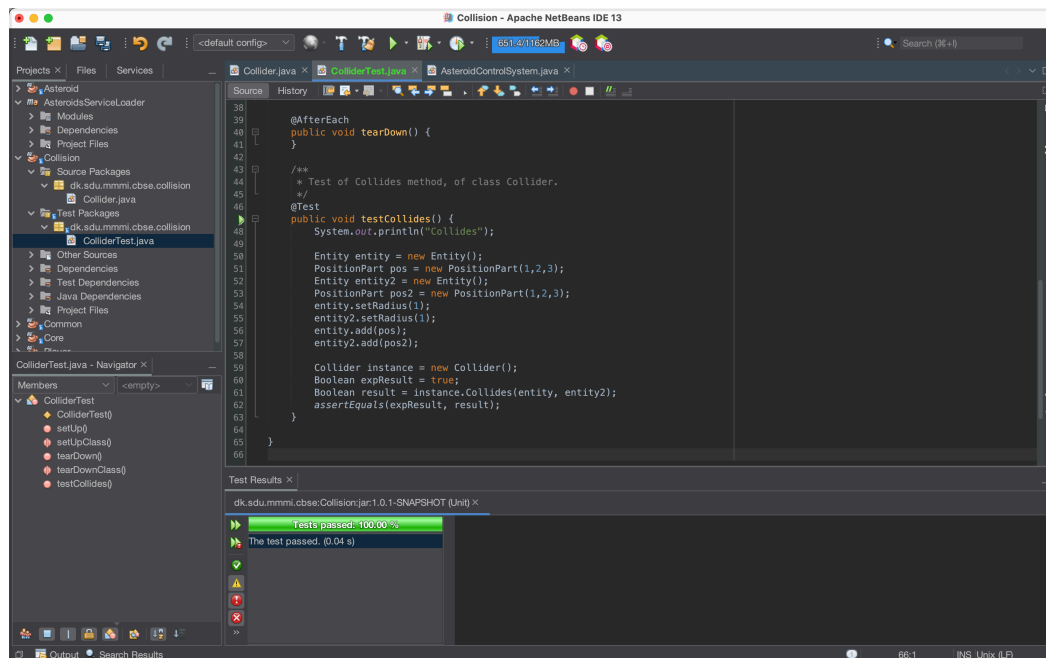 Collision - Apache NetBeans IDE 13
<default config>
651.4/1162MB
Search (⌘+I)
Projects ×
Files
Services
Asteroid
AsteroidsServiceLoader
Modules
Dependencies
Project Files
Collision
Source Packages
dk.sdu.mmmi.cbse.collision
Collider.java
Test Packages
dk.sdu.mmmi.cbse.collision
ColliderTest.java
Other Sources
Dependencies
Test Dependencies
Java Dependencies
Project Files
Common
Core
Player
ColliderTest.java - Navigator ×
Members
<empty>
ColliderTest
ColliderTest()
setUp()
setUpClass()
tearDown()
tearDownClass()
testCollides()
Collider.java ×
ColliderTest.java ×
AsteroidControlSystem.java ×
Source
History
38
39 @AfterEach
40 public void tearDown() {
41 }
42
43 /**
44 * Test of Collides method, of class Collider.
45 */
46 @Test
public void testCollides() {
48 System.out.println("Collides");
49
50 Entity entity = new Entity();
51 PositionPart pos = new PositionPart(1,2,3);
52 Entity entity2 = new Entity();
53 PositionPart pos2 = new PositionPart(1,2,3);
54 entity.setRadius(1);
55 entity2.setRadius(1);
56 entity.add(pos);
57 entity2.add(pos2);
58
59 Collider instance = new Collider();
60 Boolean expResult = true;
61 Boolean result = instance.Collides(entity, entity2);
62 assertEquals(expResult, result);
63 }
64
65 }
66
Test Results ×
dk.sdu.mmmi.cbse:Collision:jar:1.0.1-SNAPSHOT (Unit) ×
Tests passed: 100.00 %
The test passed. (0.04 s)
Output
Search Results
1
66:1
INS
Unix (LF)